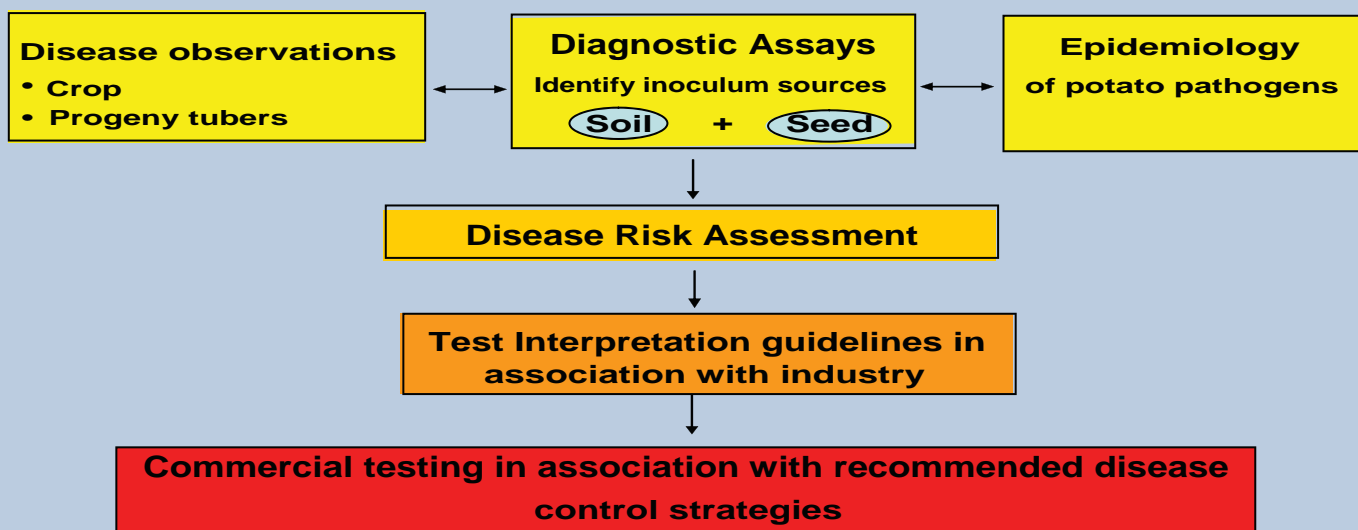 Disease observations
• Crop
• Progeny tubers
Diagnostic Assays
Identify inoculum sources
Soil + Seed
Epidemiology
of potato pathogens
Disease Risk Assessment
Test Interpretation guidelines in
association with industry
Commercial testing in association with recommended disease
control strategies